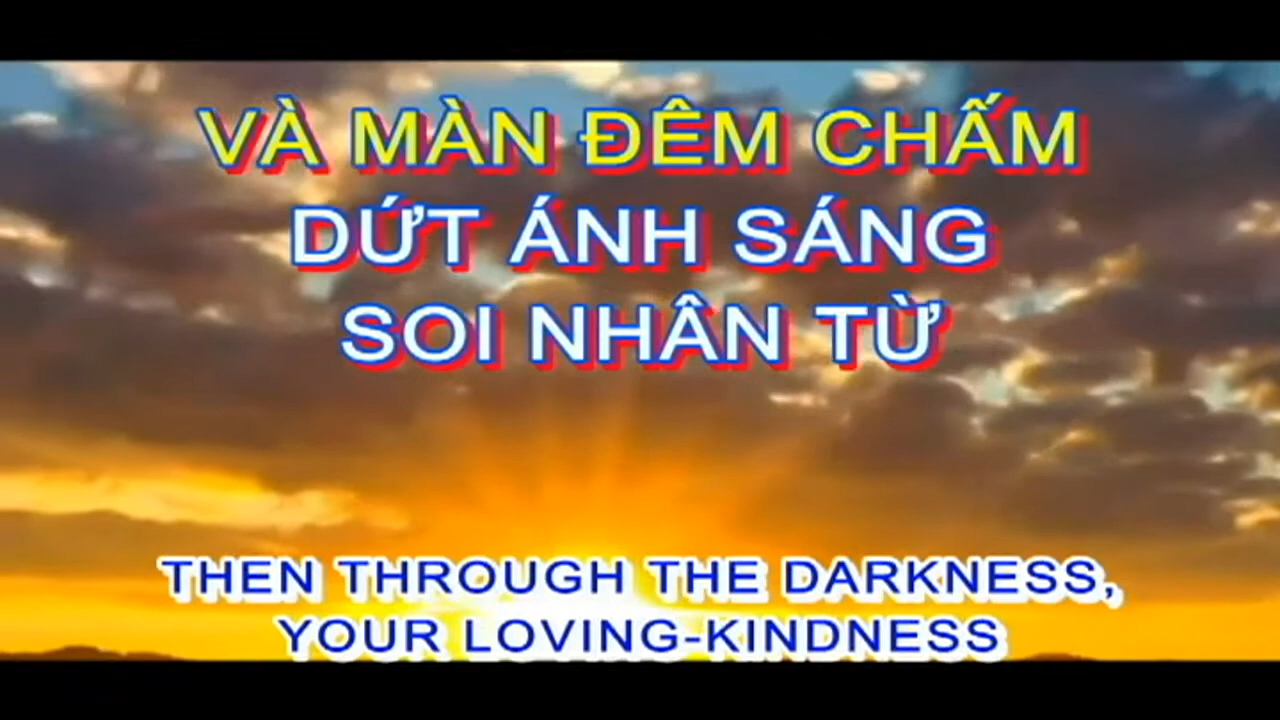 VÀ MÀN ĐÊM CHẤM
DỨT ÁNH SÁNG
SOI NHÂN TỪ
THEN THROUGH THE DARKNESS,
YOUR LOVING-KINDNESS